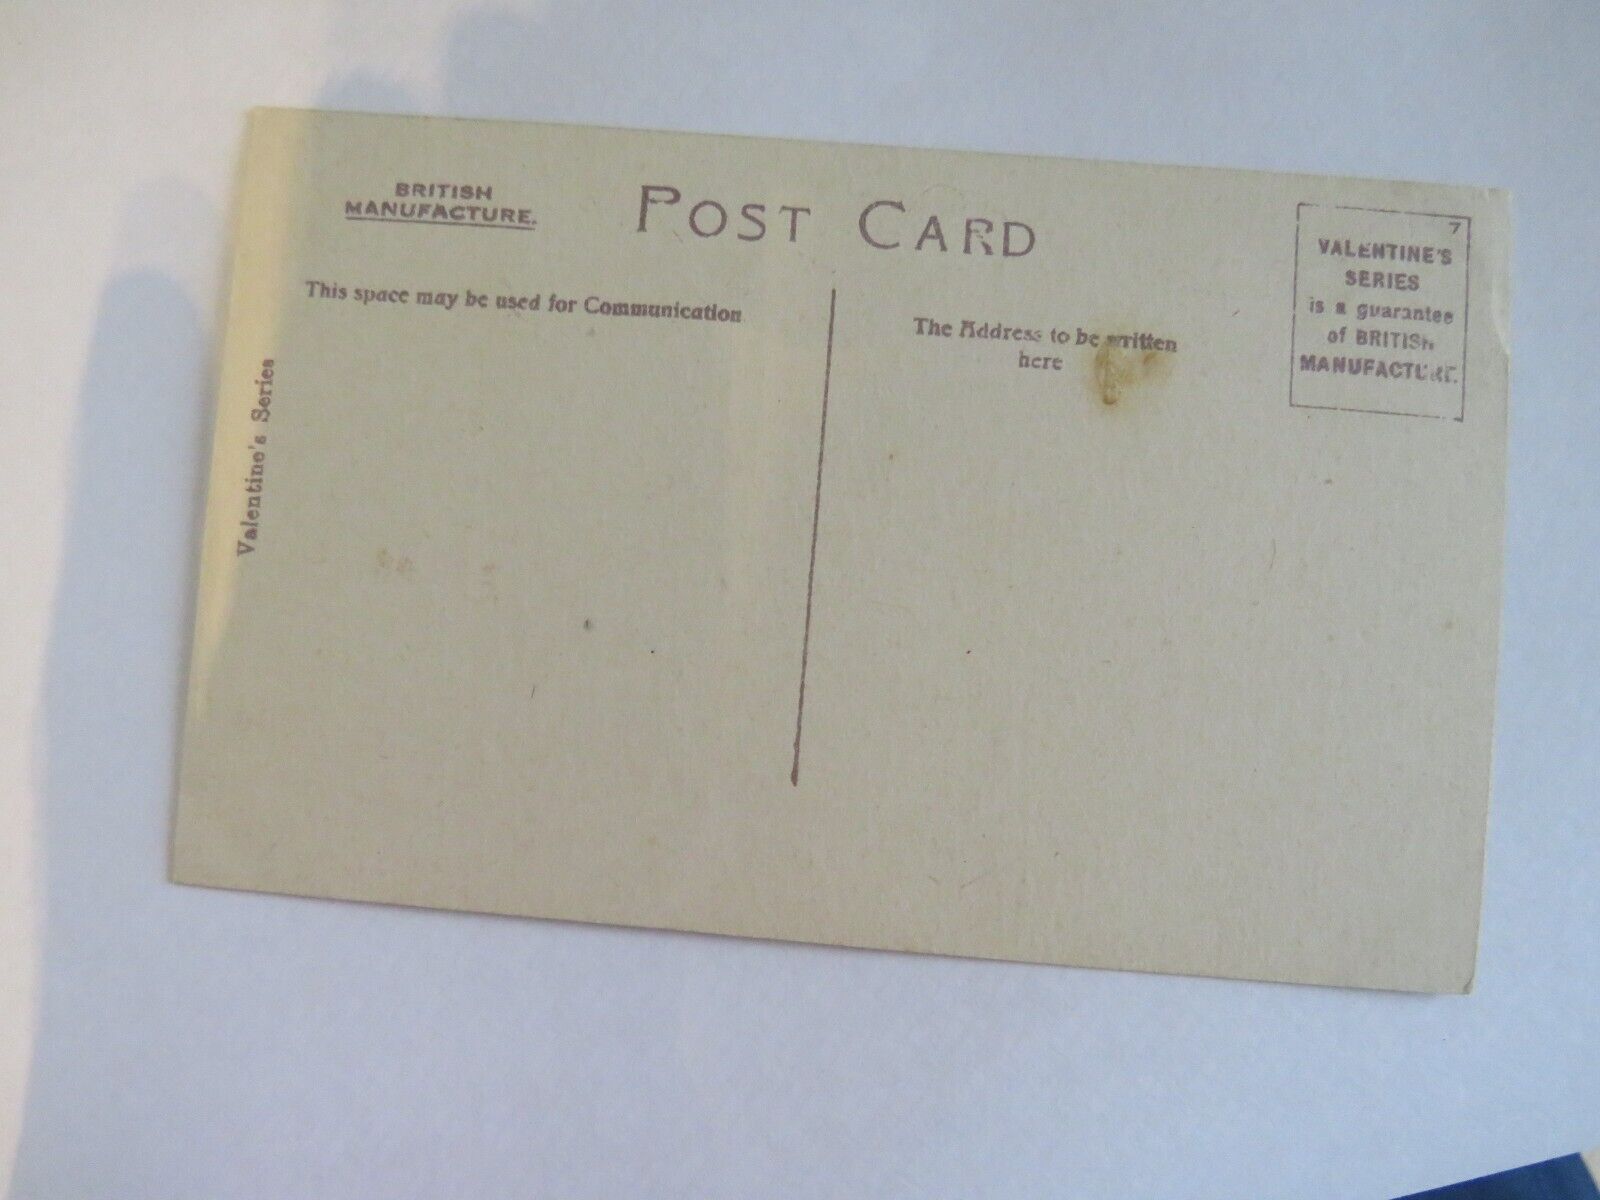 BRITISH
MANUFACTURE.
POST CARD
7
VALENTINE'S
SERIES
is a guarantee
of BRITISH
MANUFACTURE.
This space may be used for Communication
The Address to be written
here
Valentine's Series